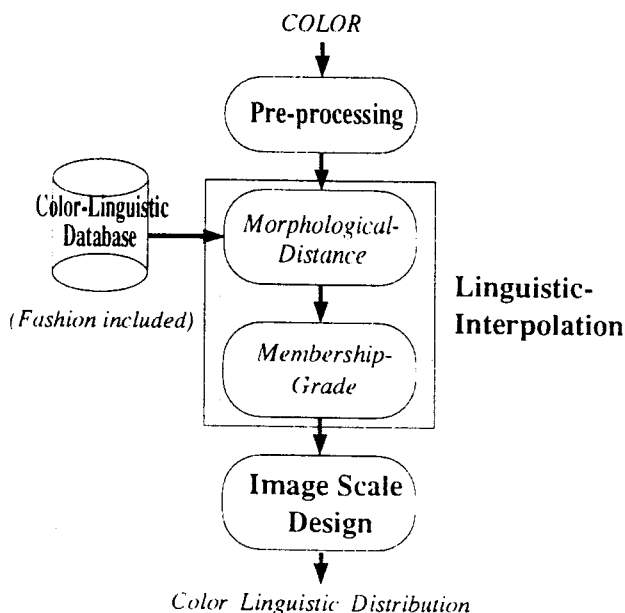 COLOR
Pre-processing
Color-Linguistic
Database
(Fashion included)
Morphological-
Distance
Membership-
Grade
Linguistic-
Interpolation
Image Scale
Design
Color Linguistic Distribution